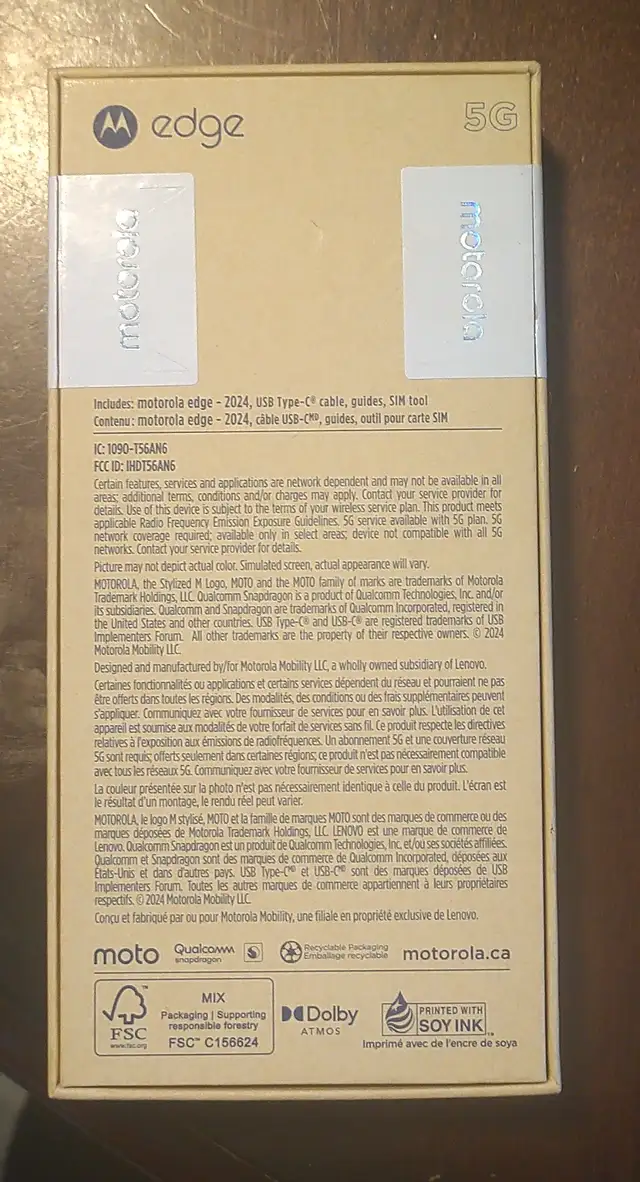 edge
5G
motorola
motorola
Includes: motorola edge - 2024, USB Type-C® cable, guides, SIM tool
Contenu: motorola edge - 2024, câble USB-Cᴹᴰ, guides, outil pour carte SIM
IC: 1090-T56AN6
FCC ID: IHDT56AN6
Certain features, services and applications are network dependent and may not be available in all
areas; additional terms, conditions and/or charges may apply. Contact your service provider for
details. Use of this device is subject to the terms of your wireless service plan. This product meets
applicable Radio Frequency Emission Exposure Guidelines. 5G service available with 5G plan. 5G
network coverage required; available only in select areas; device not compatible with all 5G
networks. Contact your service provider for details.
Picture may not depict actual color. Simulated screen, actual appearance will vary.
MOTOROLA, the Stylized M Logo, MOTO and the MOTO family of marks are trademarks of Motorola
Trademark Holdings, LLC. Qualcomm Snapdragon is a product of Qualcomm Technologies, Inc. and/or
its subsidiaries. Qualcomm and Snapdragon are trademarks of Qualcomm Incorporated, registered in
the United States and other countries. USB Type-C® and USB-C® are registered trademarks of USB
Implementers Forum. All other trademarks are the property of their respective owners. © 2024
Motorola Mobility LLC.
Designed and manufactured by/for Motorola Mobility LLC, a wholly owned subsidiary of Lenovo.
Certaines fonctionnalités ou applications et certains services dépendent du réseau et pourraient ne pas
être offerts dans toutes les régions. Des modalités, des conditions ou des frais supplémentaires peuvent
s'appliquer. Communiquez avec votre fournisseur de services pour en savoir plus. L'utilisation de cet
appareil est soumise aux modalités de votre forfait de services sans fil. Ce produit respecte les directives
relatives à l'exposition aux émissions de radiofréquences. Un abonnement 5G et une couverture réseau
5G sont requis; offerts seulement dans certaines régions; ce produit n'est pas nécessairement compatible
avec tous les réseaux 5G. Communiquez avec votre fournisseur de services pour en savoir plus.
La couleur présentée sur la photo n'est pas nécessairement identique à celle du produit. L'écran est
le résultat d'un montage, le rendu réel peut varier.
MOTOROLA, le logo M stylisé, MOTO et la famille de marques MOTO sont des marques de commerce ou des
marques déposées de Motorola Trademark Holdings, LLC. LENOVO est une marque de commerce de
Lenovo. Qualcomm Snapdragon est un produit de Qualcomm Technologies, Inc. et/ou ses sociétés affiliées.
Qualcomm et Snapdragon sont des marques de commerce de Qualcomm Incorporated, déposées aux
États-Unis et dans d'autres pays. USB Type-Cᴹᴰ et USB-Cᴹᴰ sont des marques déposées de USB
Implementers Forum. Toutes les autres marques de commerce appartiennent à leurs propriétaires
respectifs. © 2024 Motorola Mobility LLC.
Conçu et fabriqué par ou pour Motorola Mobility, une filiale en propriété exclusive de Lenovo.
moto
Qualcomm
snapdragon
Recyclable Packaging
Emballage recyclable
motorola.ca
FSC
www.fsc.org
MIX
Packaging | Supporting
responsible forestry
FSC™ C156624
Dolby
ATMOS
PRINTED WITH
SOY INK™
Imprimé avec de l'encre de soya